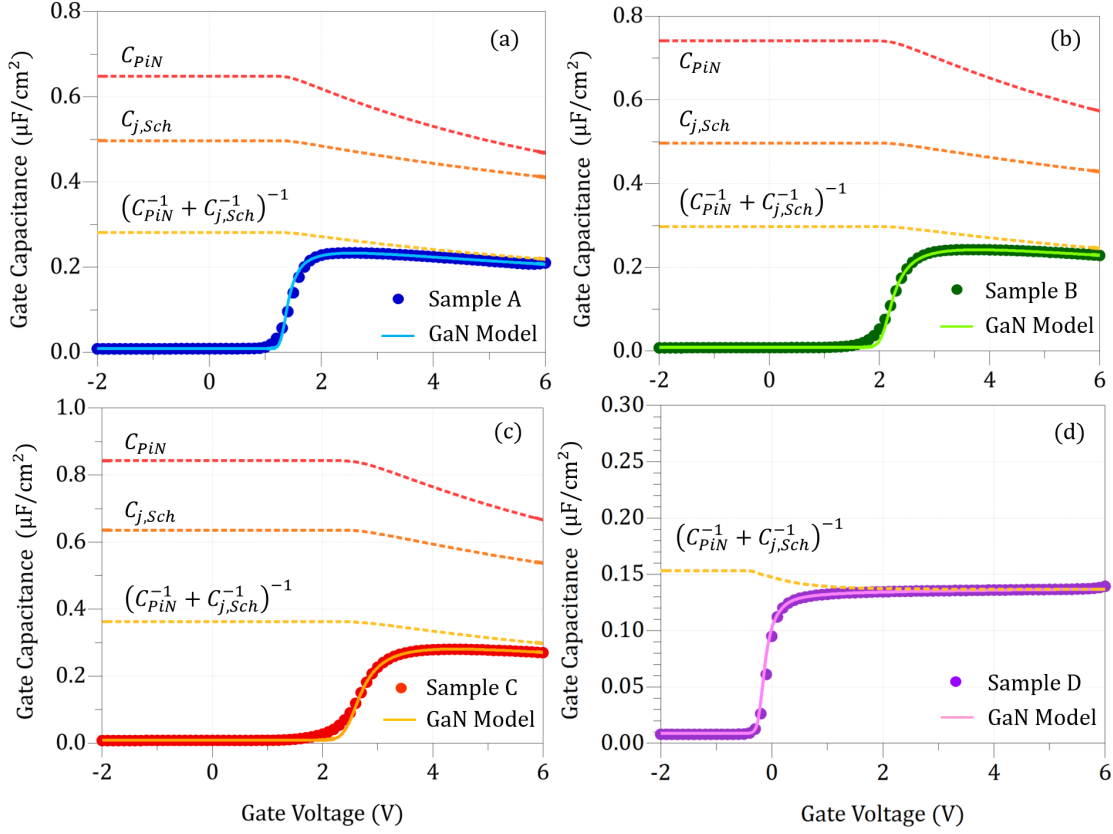 (a)
0.8
0.6
0.4
0.2
0.0
-2
0
2
4
6
Gate Capacitance (μF/cm²)
C_PiN
C_j,Sch
(C_PiN^-1 + C_j,Sch^-1)^-1
Sample A
GaN Model
(b)
0.8
0.6
0.4
0.2
0.0
-2
0
2
4
6
Gate Capacitance (μF/cm²)
C_PiN
C_j,Sch
(C_PiN^-1 + C_j,Sch^-1)^-1
Sample B
GaN Model
(c)
1.0
0.8
0.6
0.4
0.2
0.0
-2
0
2
4
6
Gate Capacitance (μF/cm²)
C_PiN
C_j,Sch
(C_PiN^-1 + C_j,Sch^-1)^-1
Sample C
GaN Model
Gate Voltage (V)
(d)
0.30
0.25
0.20
0.15
0.10
0.05
0.00
-2
0
2
4
6
Gate Capacitance (μF/cm²)
(C_PiN^-1 + C_j,Sch^-1)^-1
Sample D
GaN Model
Gate Voltage (V)